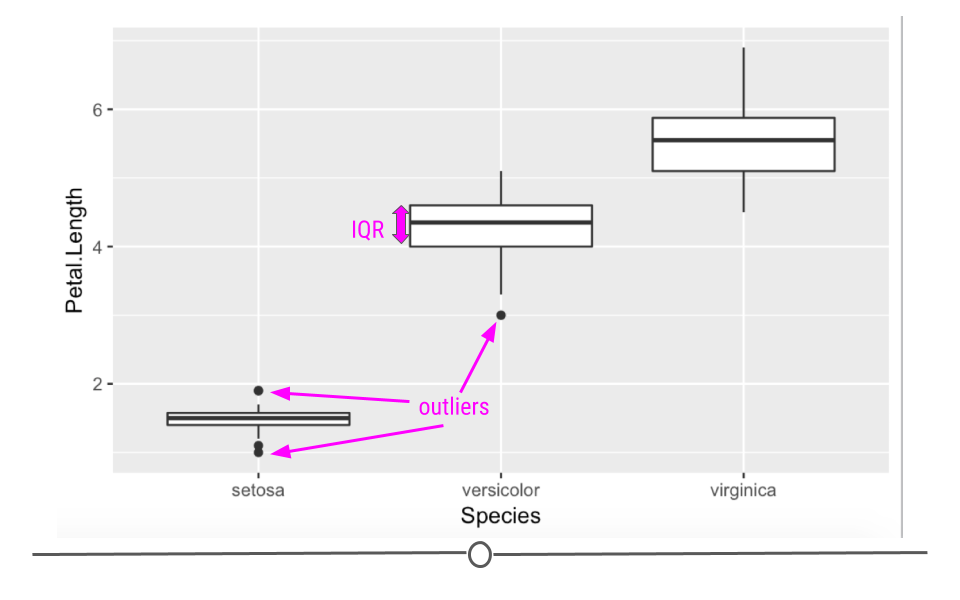 6
4
2
Petal.Length
IQR
outliers
setosa
versicolor
virginica
Species